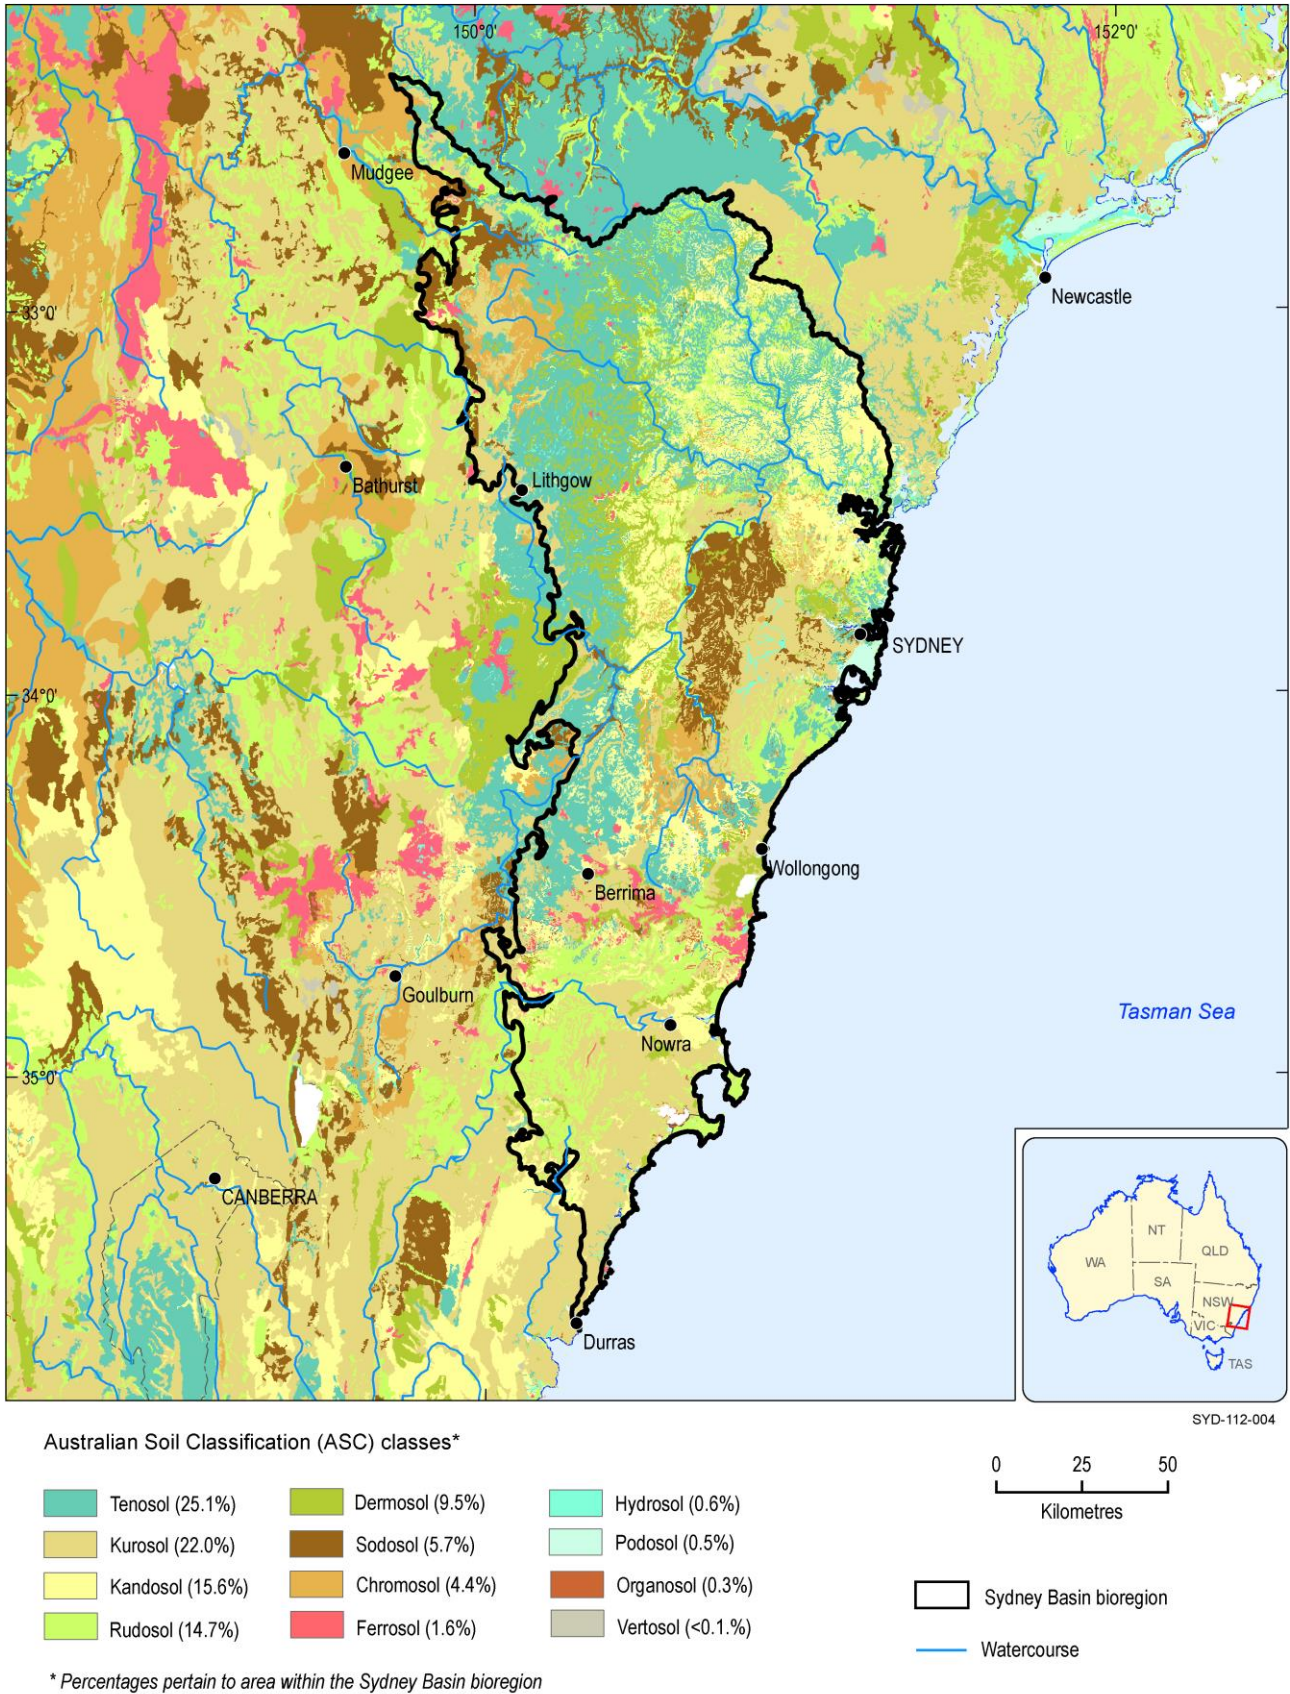 150°0'
152°0'
Mudgee
Newcastle
33°0'
Lithgow
Bathurst
SYDNEY
34°0'
Wollongong
Berrima
Goulburn
Tasman Sea
Nowra
35°0'
CANBERRA
NT
QLD
WA
SA
NSW
VIC
TAS
Durras
SYD-112-004
Australian Soil Classification (ASC) classes*
Tenosol (25.1%)
Kurosol (22.0%)
Kandosol (15.6%)
Rudosol (14.7%)
Dermosol (9.5%)
Sodosol (5.7%)
Chromosol (4.4%)
Ferrosol (1.6%)
Hydrosol (0.6%)
Podosol (0.5%)
Organosol (0.3%)
Vertosol (<0.1.%)
0 25 50
Kilometres
Sydney Basin bioregion
Watercourse
* Percentages pertain to area within the Sydney Basin bioregion